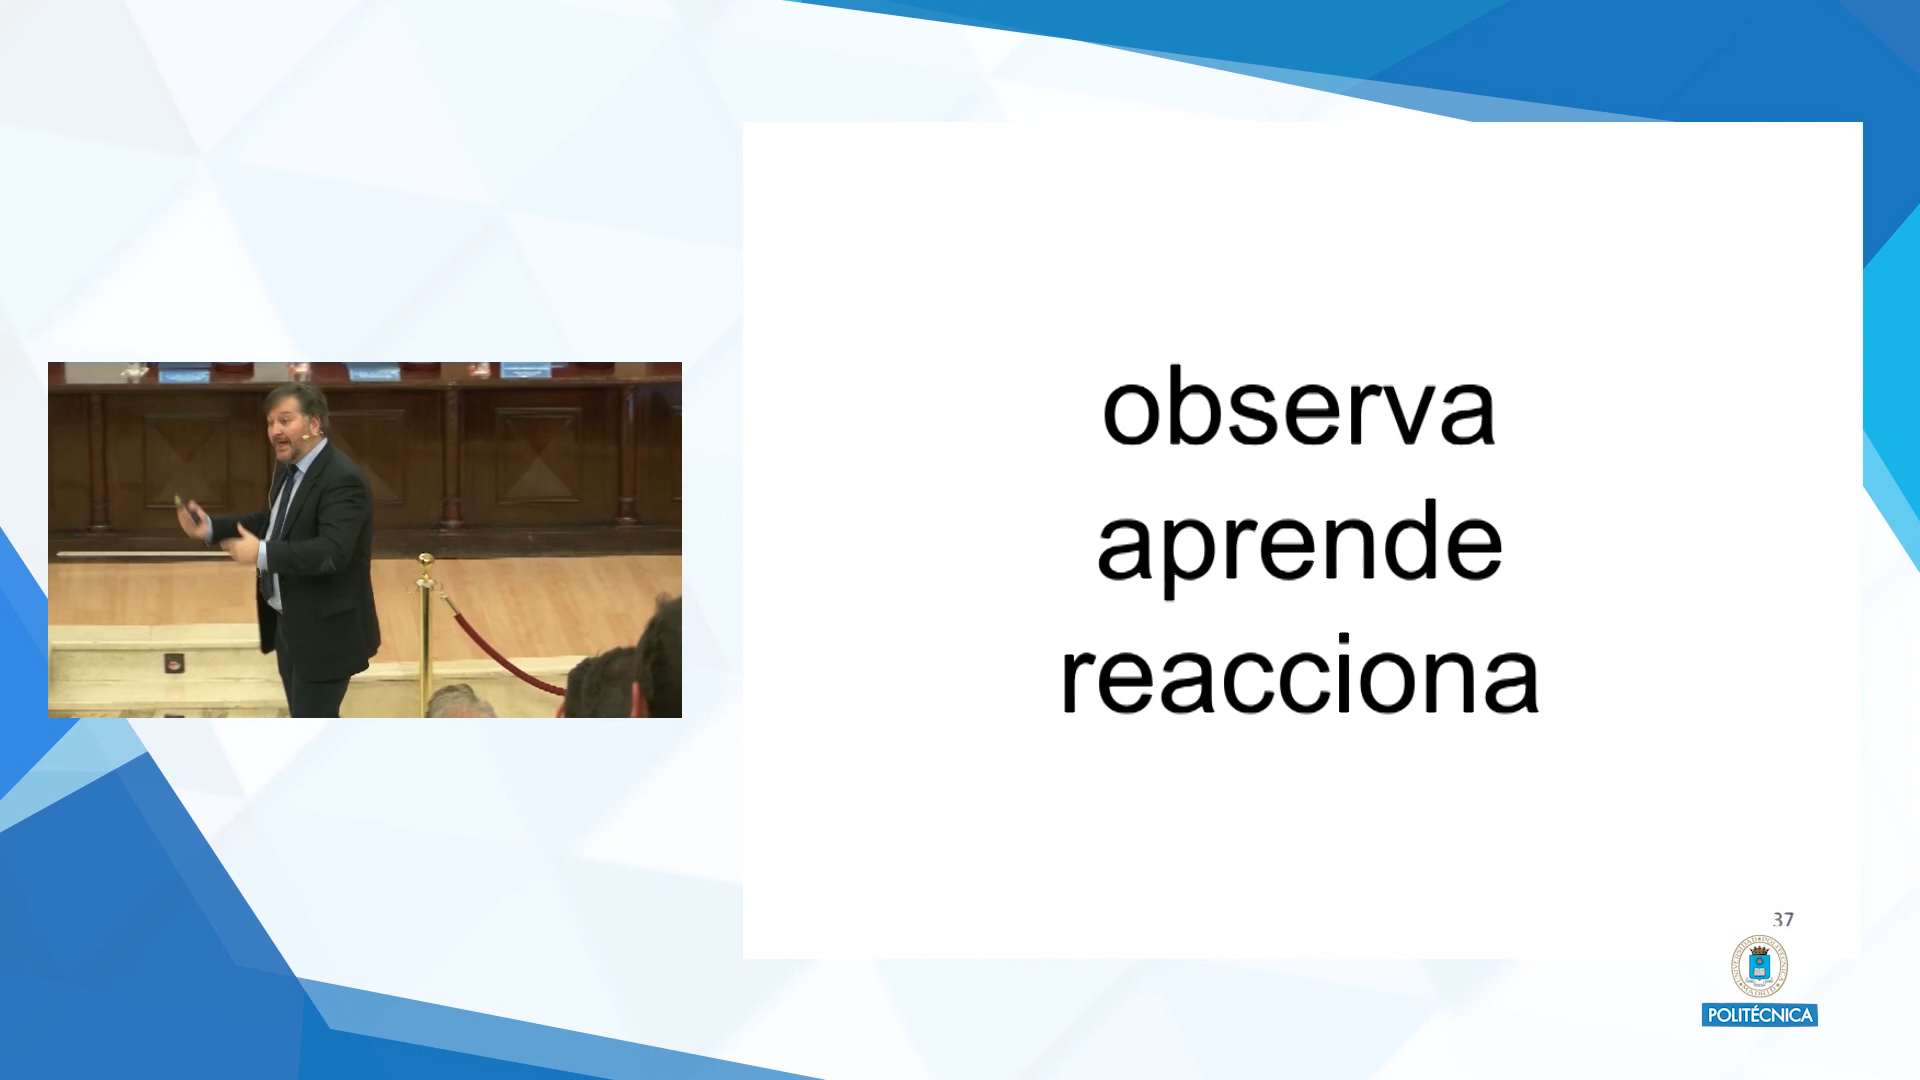 observa
aprende
reacciona
37
POLITÉCNICA